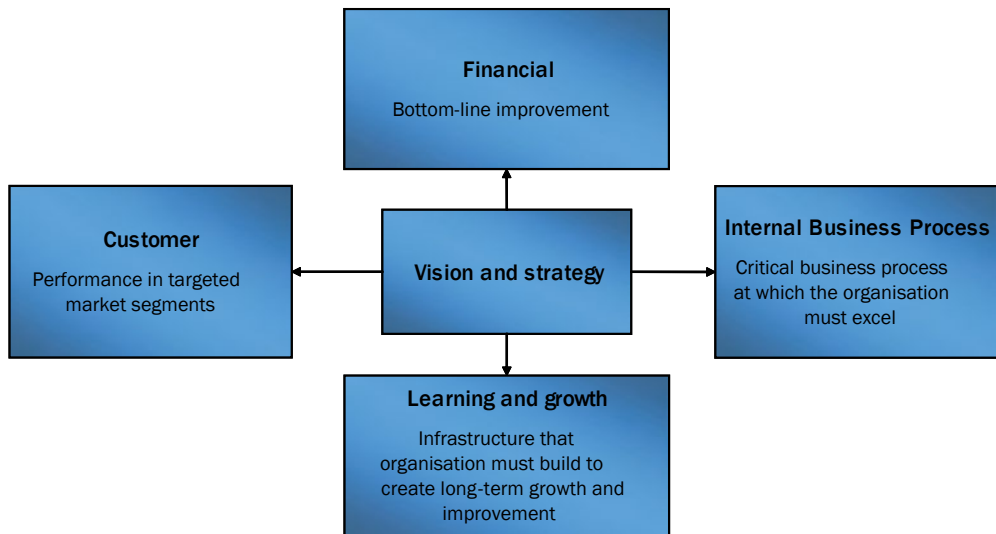 Financial
Bottom-line improvement
Customer
Performance in targeted
market segments
Vision and strategy
Internal Business Process
Critical business process
at which the organisation
must excel
Learning and growth
Infrastructure that
organisation must build to
create long-term growth and
improvement